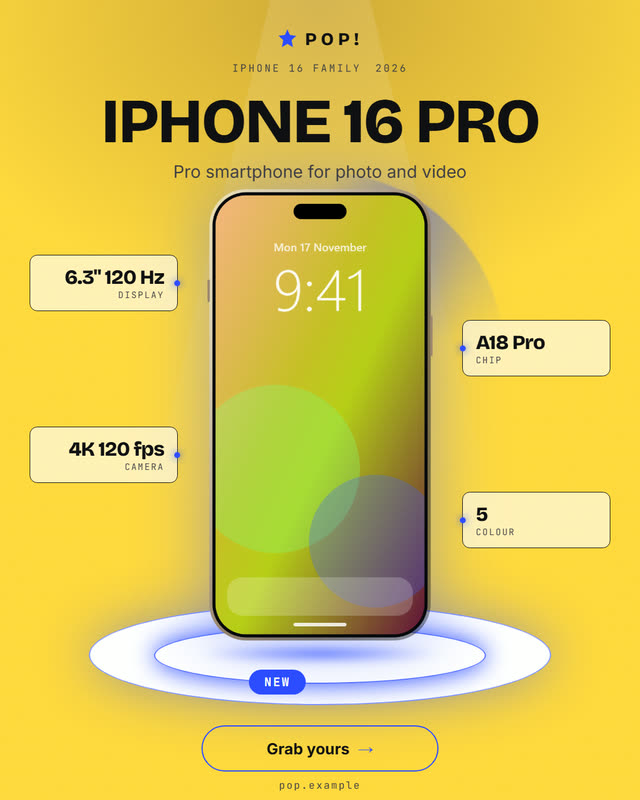 POP!
IPHONE 16 FAMILY 2026
IPHONE 16 PRO
Pro smartphone for photo and video
Mon 17 November
9:41
6.3" 120 Hz
DISPLAY
A18 Pro
CHIP
4K 120 fps
CAMERA
5
COLOUR
NEW
Grab yours →
pop.example